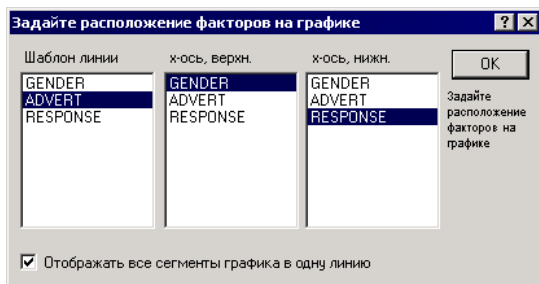 Задайте расположение факторов на графике
Шаблон линии
GENDER
ADVERT
RESPONSE
х-ось, верхн.
GENDER
ADVERT
RESPONSE
х-ось, нижн.
GENDER
ADVERT
RESPONSE
OK
Задайте
расположение
факторов на
графике
Отображать все сегменты графика в одну линию